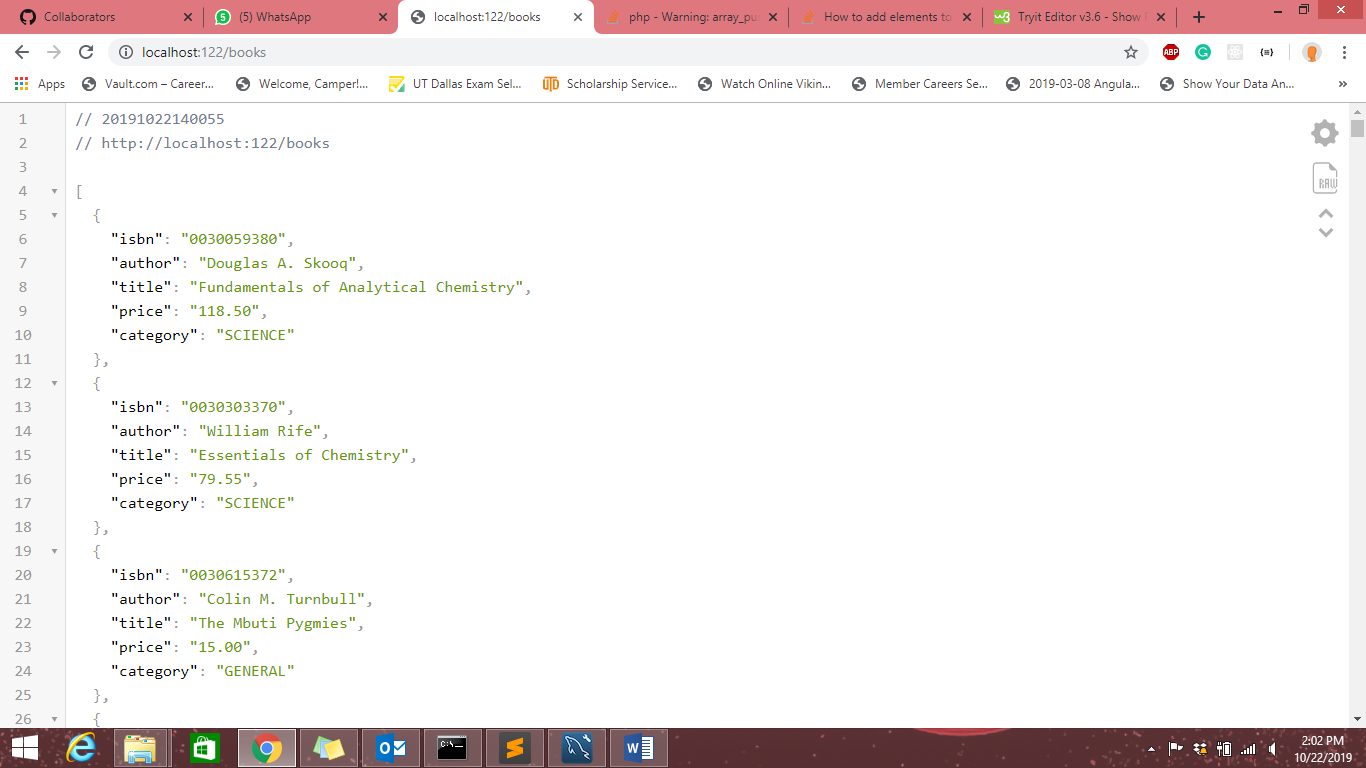 Collaborators
(5) WhatsApp
localhost:122/books
php - Warning: array_pu
How to add elements to
Tryit Editor v3.6 - Show
localhost:122/books
ABP
Apps
Vault.com – Career...
Welcome, Camper!...
UT Dallas Exam Sel...
UTD
Scholarship Service...
Watch Online Vikin...
Member Careers Se...
2019-03-08 Angula...
Show Your Data An...
»
1 // 20191022140055
2 // http://localhost:122/books
3
4 [
5 {
6 "isbn": "0030059380",
7 "author": "Douglas A. Skooq",
8 "title": "Fundamentals of Analytical Chemistry",
9 "price": "118.50",
10 "category": "SCIENCE"
11 },
12 {
13 "isbn": "0030303370",
14 "author": "William Rife",
15 "title": "Essentials of Chemistry",
16 "price": "79.55",
17 "category": "SCIENCE"
18 },
19 {
20 "isbn": "0030615372",
21 "author": "Colin M. Turnbull",
22 "title": "The Mbuti Pygmies",
23 "price": "15.00",
24 "category": "GENERAL"
25 },
26 {
RAW
2:02 PM
10/22/2019